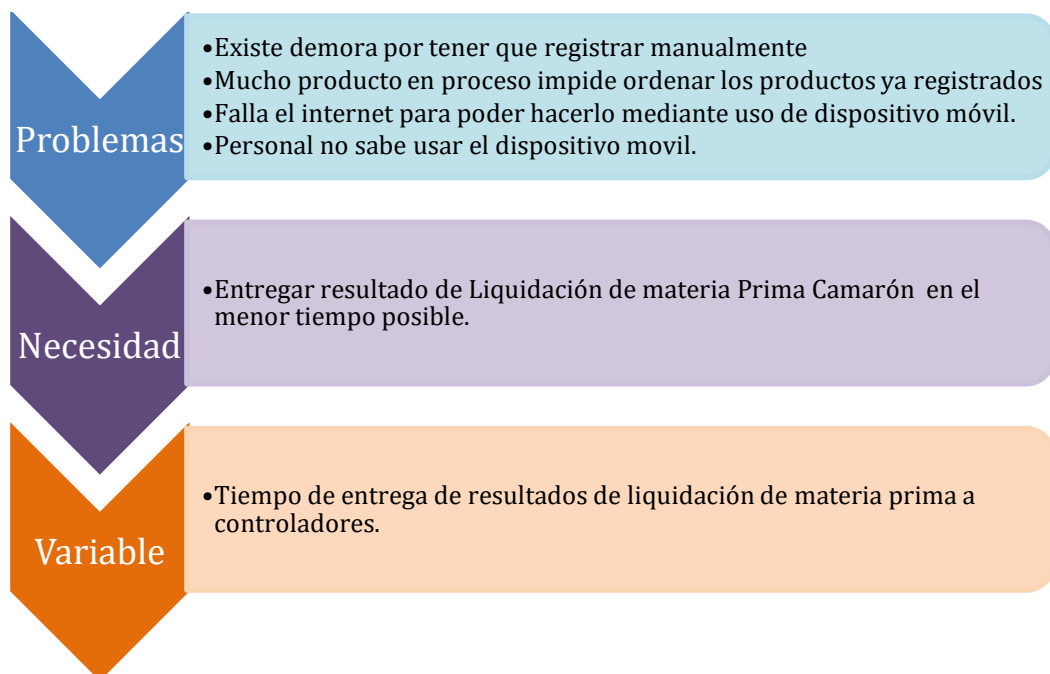 Problemas
•Existe demora por tener que registrar manualmente
•Mucho producto en proceso impide ordenar los productos ya registrados
•Falla el internet para poder hacerlo mediante uso de dispositivo móvil.
•Personal no sabe usar el dispositivo movil.
Necesidad
•Entregar resultado de Liquidación de materia Prima Camarón en el
menor tiempo posible.
Variable
•Tiempo de entrega de resultados de liquidación de materia prima a
controladores.